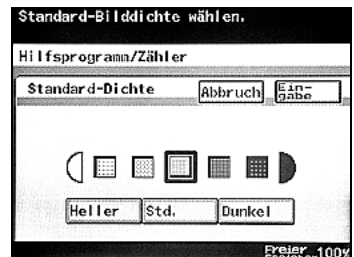 Standard-Bilddichte wählen.
Hilfsprogramm/Zähler
Standard-Dichte
Abbruch
Ein-
gabe
Heller
Std.
Dunkel
Freier
100%